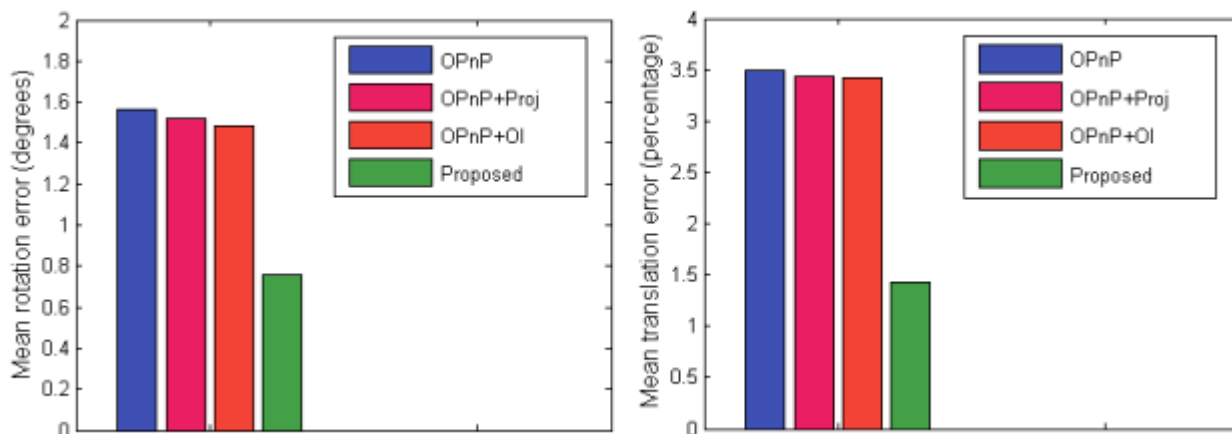 Mean rotation error (degrees)
2
1.8
1.6
1.4
1.2
1
0.8
0.6
0.4
0.2
0
OPnP
OPnP+Proj
OPnP+OI
Proposed
Mean translation error (percentage)
4
3.5
3
2.5
2
1.5
1
0.5
0
OPnP
OPnP+Proj
OPnP+OI
Proposed